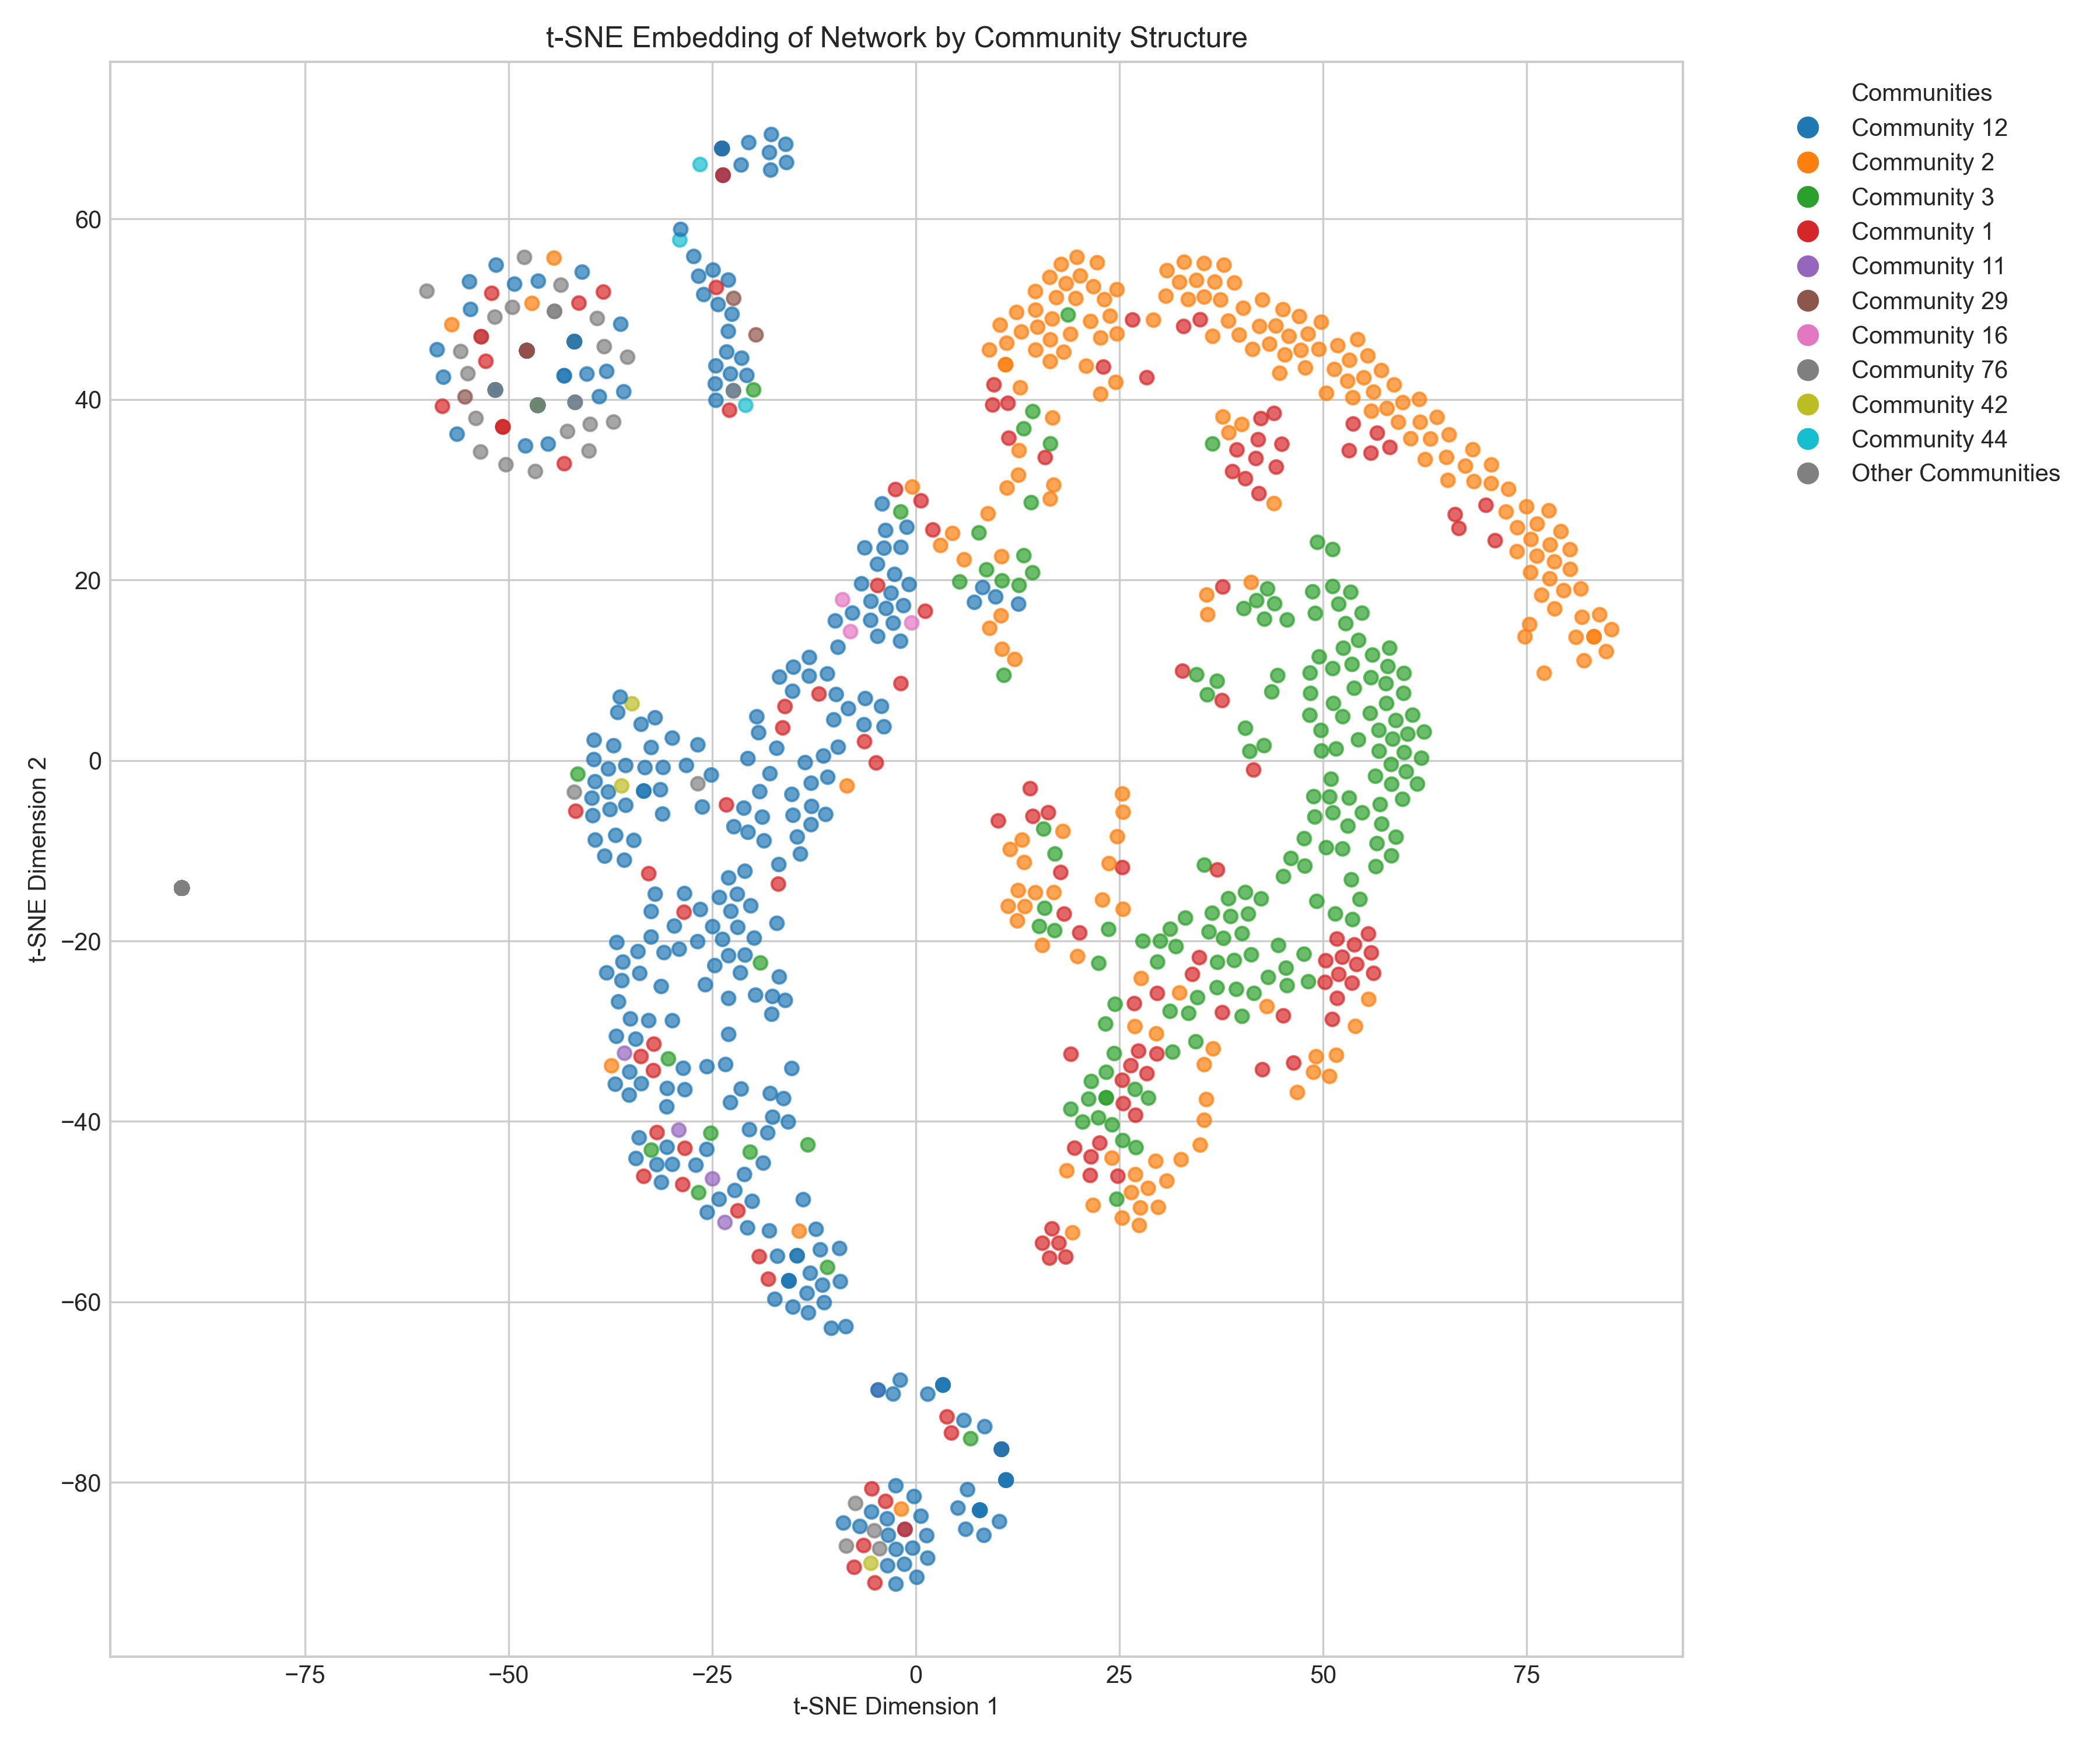 t-SNE Embedding of Network by Community Structure
Communities
Community 12
Community 2
Community 3
Community 1
Community 11
Community 29
Community 16
Community 76
Community 42
Community 44
Other Communities
t-SNE Dimension 2
60
40
20
0
−20
−40
−60
−80
−75
−50
−25
0
25
50
75
t-SNE Dimension 1